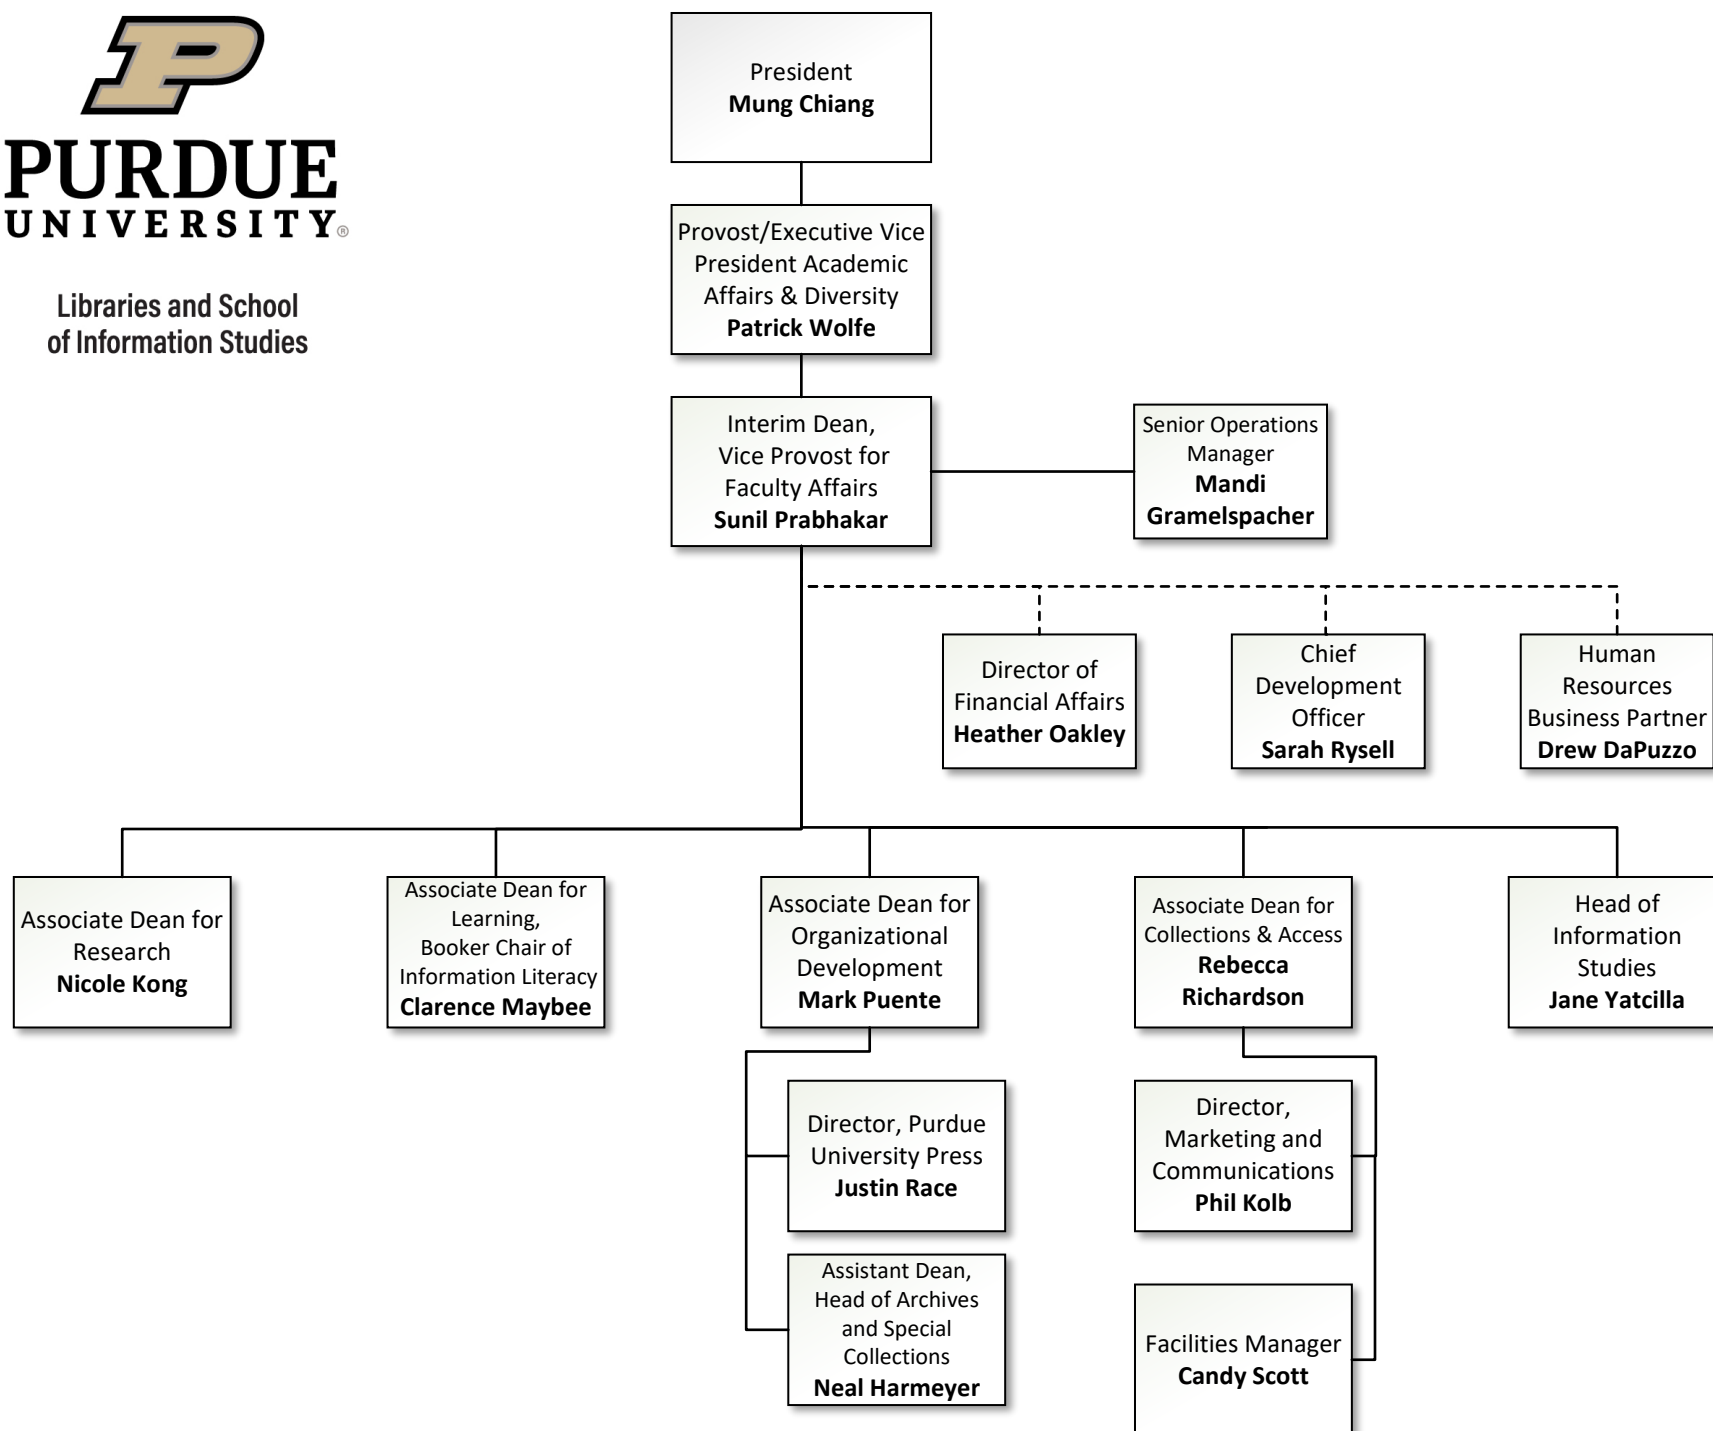 PURDUE
UNIVERSITY®
Libraries and School
of Information Studies
President
Mung Chiang
Provost/Executive Vice
President Academic
Affairs & Diversity
Patrick Wolfe
Interim Dean,
Vice Provost for
Faculty Affairs
Sunil Prabhakar
Senior Operations
Manager
Mandi
Gramelspacher
Director of
Financial Affairs
Heather Oakley
Chief
Development
Officer
Sarah Rysell
Human
Resources
Business Partner
Drew DaPuzzo
Associate Dean for
Research
Nicole Kong
Associate Dean for
Learning,
Booker Chair of
Information Literacy
Clarence Maybee
Associate Dean for
Organizational
Development
Mark Puente
Associate Dean for
Collections & Access
Rebecca
Richardson
Head of
Information
Studies
Jane Yatcilla
Director, Purdue
University Press
Justin Race
Director,
Marketing and
Communications
Phil Kolb
Assistant Dean,
Head of Archives
and Special
Collections
Neal Harmeyer
Facilities Manager
Candy Scott